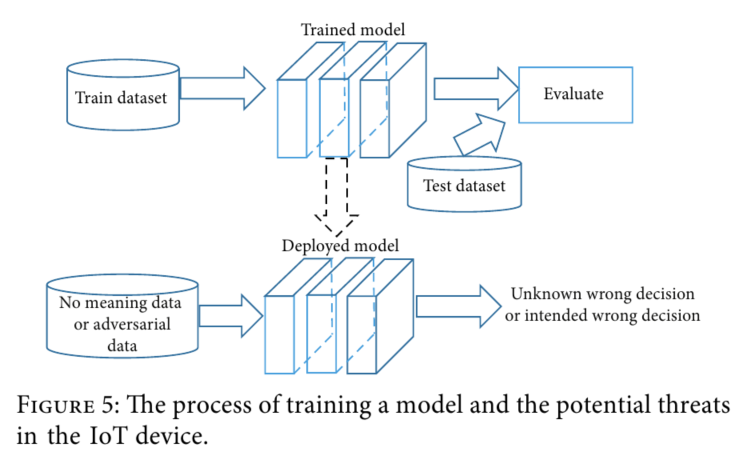 Trained model
Train dataset
Evaluate
Test dataset
Deployed model
No meaning data
or adversarial
data
Unknown wrong decision
or intended wrong decision
FIGURE 5: The process of training a model and the potential threats
in the IoT device.